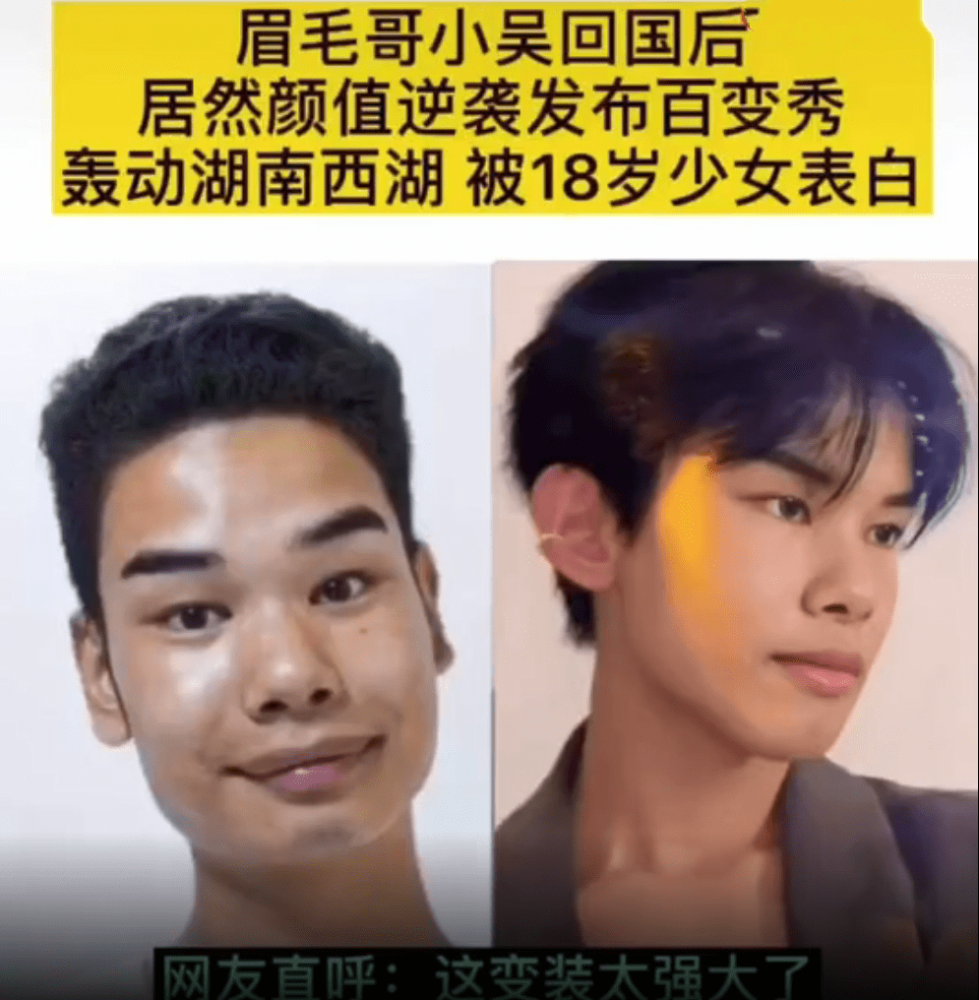 眉毛哥小吴回国后
居然颜值逆袭发布百变秀
轰动湖南西湖 被18岁少女表白
网友直呼：这变装太强大了